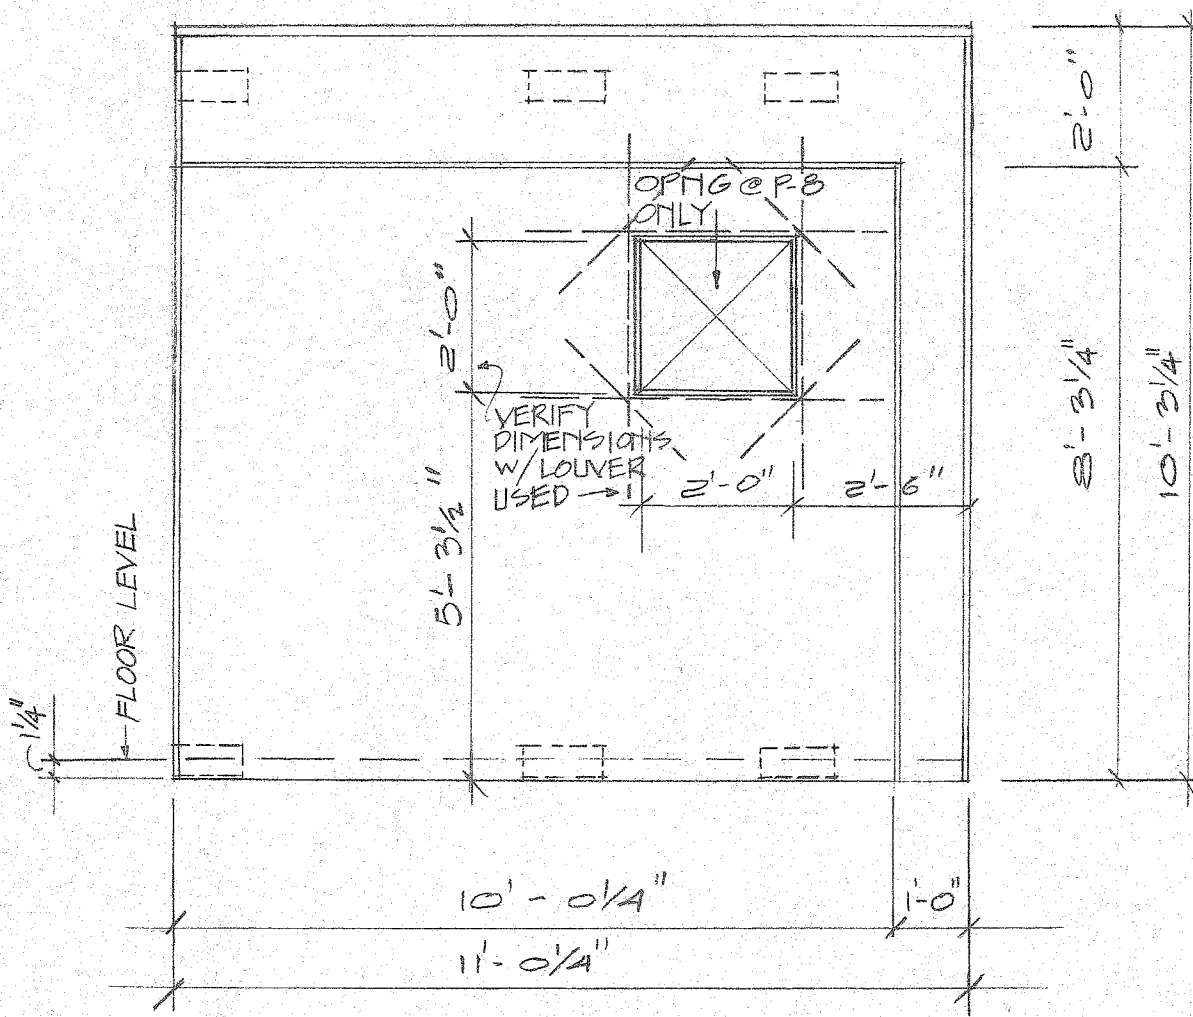 2'-0"
OPNG @ P-8
ONLY
2'-0"
8'-3 1/4"
10'-3 1/4"
VERIFY
DIMENSIONS
W/ LOUVER
USED
2'-0"
2'-6"
5'-3 1/2"
FLOOR LEVEL
1 1/4"
10'-0 1/4"
1'-0"
11'-0 1/4"